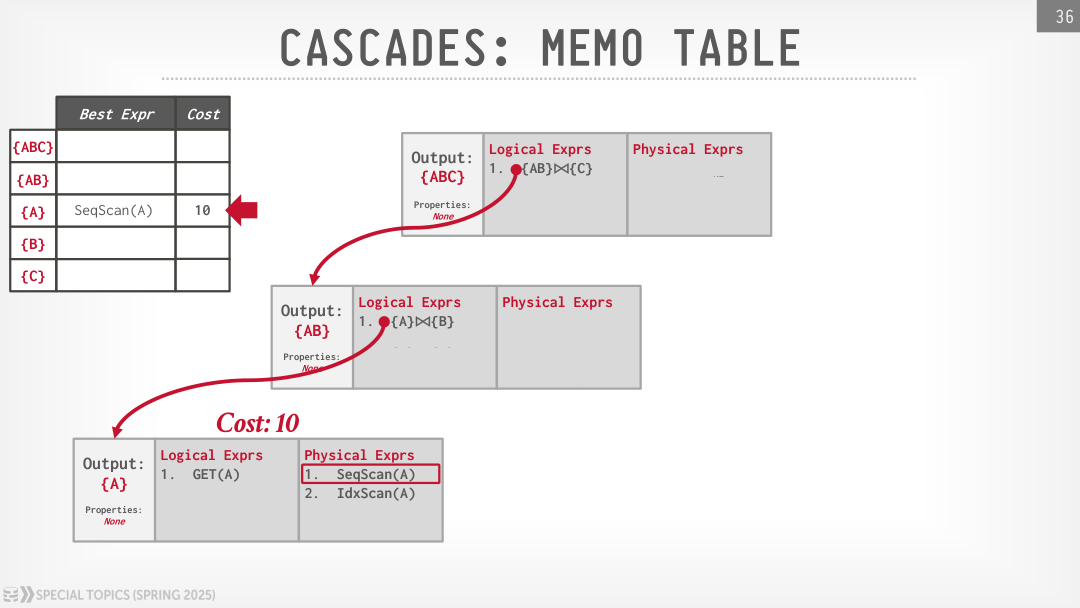 36
CASCADES: MEMO TABLE
Best Expr Cost
{ABC}
{AB}
{A} SeqScan(A) 10
{B}
{C}
Output:
{ABC}
Properties:
None
Logical Exprs
1. {AB}⋈{C}
Physical Exprs
Output:
{AB}
Properties:
None
Logical Exprs
1. {A}⋈{B}
Physical Exprs
Cost: 10
Output:
{A}
Properties:
None
Logical Exprs
1. GET(A)
Physical Exprs
1. SeqScan(A)
2. IdxScan(A)
SPECIAL TOPICS (SPRING 2025)